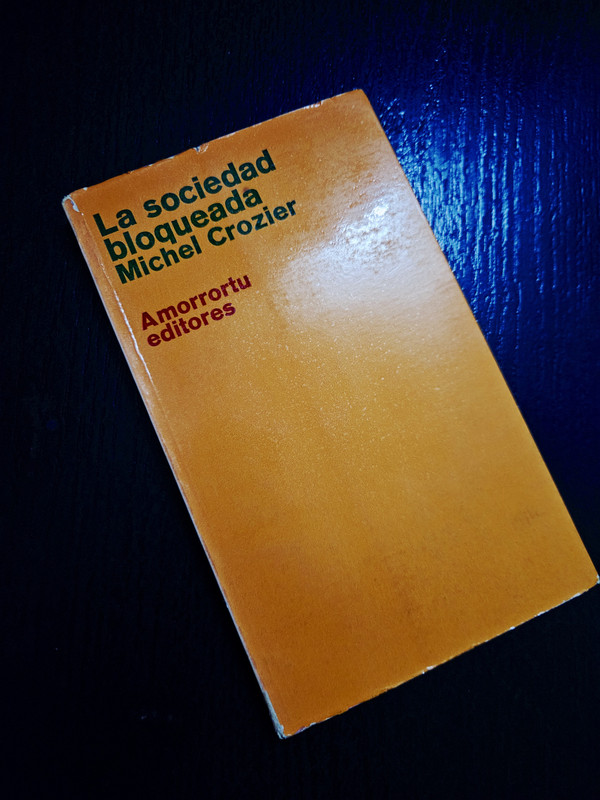 La sociedad
bloqueada
Michel Crozier
Amorrortu
editores